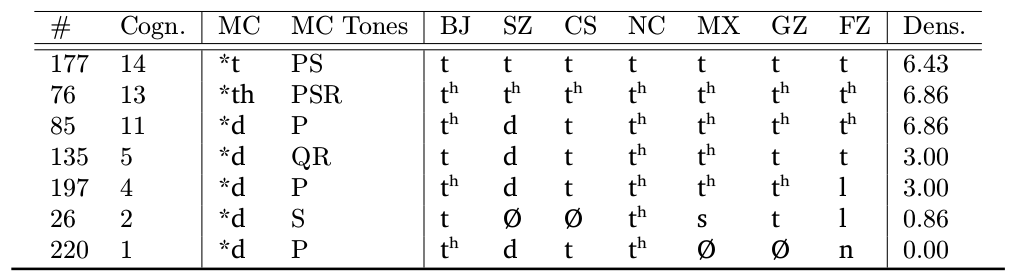 # Cogn. MC MC Tones BJ SZ CS NC MX GZ FZ Dens.
177 14 *t PS t t t t t t t 6.43
76 13 *th PSR tʰ tʰ tʰ tʰ tʰ tʰ tʰ 6.86
85 11 *d P tʰ d t tʰ tʰ tʰ tʰ 6.86
135 5 *d QR t d t tʰ tʰ t t 3.00
197 4 *d P tʰ d t tʰ tʰ tʰ l 3.00
26 2 *d S t Ø Ø tʰ s t l 0.86
220 1 *d P tʰ d t tʰ Ø Ø n 0.00